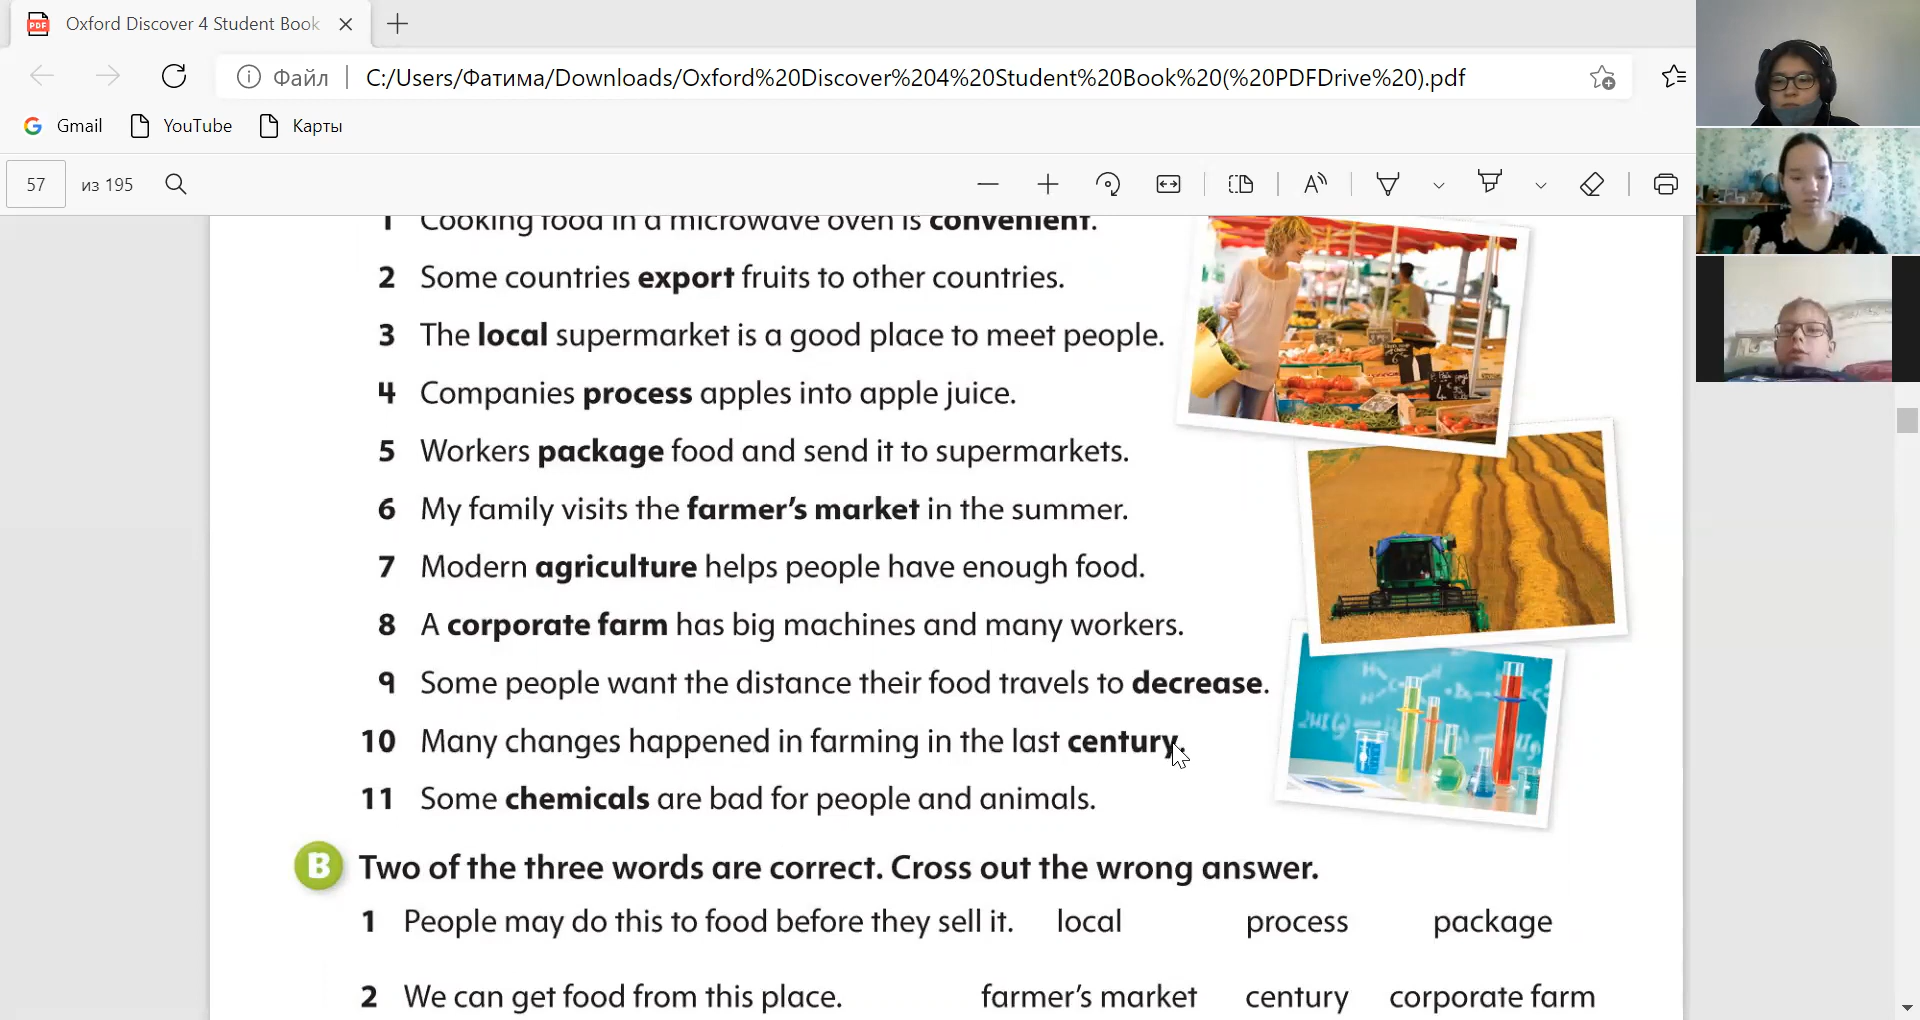 Oxford Discover 4 Student Book
Файл
C:/Users/Фатима/Downloads/Oxford%20Discover%204%20Student%20Book%20(%20PDFDrive%20).pdf
Gmail YouTube Карты
57 из 195
1 Cooking food in a microwave oven is convenient.
2 Some countries export fruits to other countries.
3 The local supermarket is a good place to meet people.
4 Companies process apples into apple juice.
5 Workers package food and send it to supermarkets.
6 My family visits the farmer's market in the summer.
7 Modern agriculture helps people have enough food.
8 A corporate farm has big machines and many workers.
9 Some people want the distance their food travels to decrease.
10 Many changes happened in farming in the last century.
11 Some chemicals are bad for people and animals.
B Two of the three words are correct. Cross out the wrong answer.
1 People may do this to food before they sell it. local process package
2 We can get food from this place. farmer's market century corporate farm